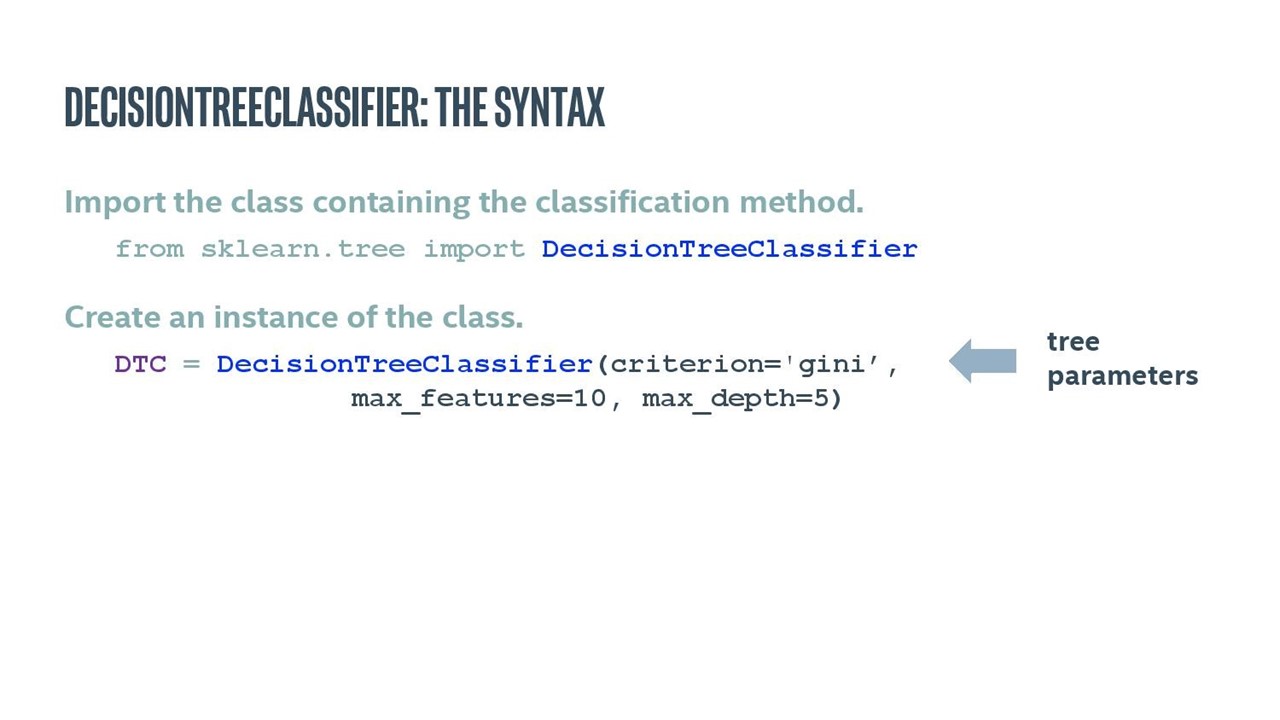 DECISIONTREECLASSIFIER: THE SYNTAX
Import the class containing the classification method.
from sklearn.tree import DecisionTreeClassifier
Create an instance of the class.
DTC = DecisionTreeClassifier(criterion='gini’,
max_features=10, max_depth=5)
tree
parameters